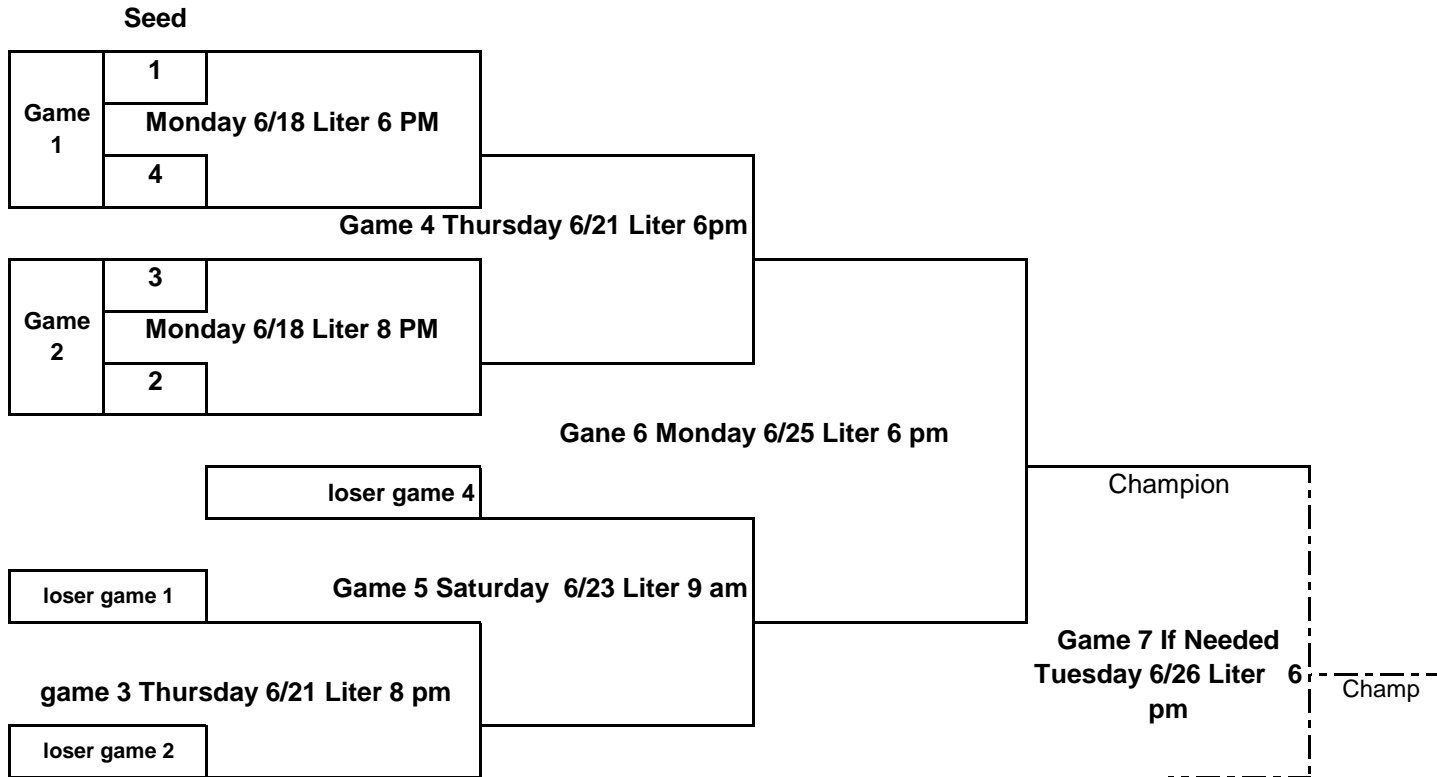 Seed
1
Game
1
Monday 6/18 Liter 6 PM
4
Game 4 Thursday 6/21 Liter 6pm
3
Game
2
Monday 6/18 Liter 8 PM
2
Gane 6 Monday 6/25 Liter 6 pm
loser game 4
Champion
Game 5 Saturday  6/23 Liter 9 am
loser game 1
Game 7 If Needed
Tuesday 6/26 Liter   6
pm
Champ
game 3 Thursday 6/21 Liter 8 pm
loser game 2